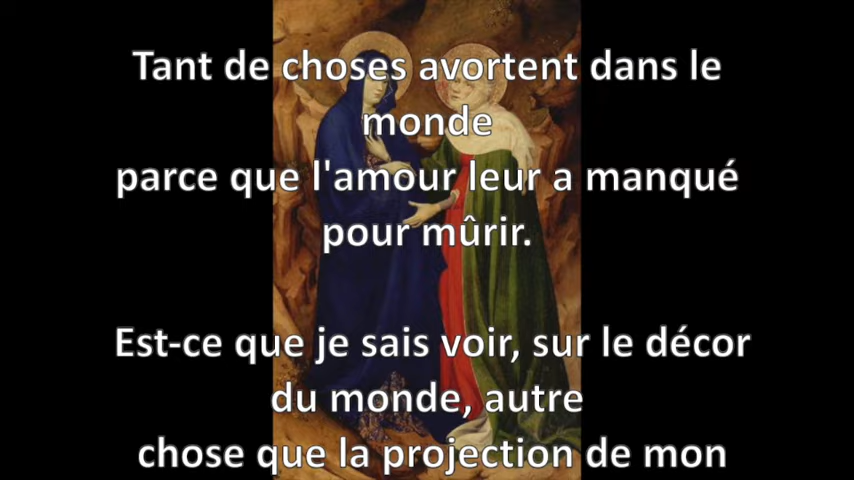 Tant de choses avortent dans le
monde
parce que l'amour leur a manqué
pour mûrir.
Est-ce que je sais voir, sur le décor
du monde, autre
chose que la projection de mon